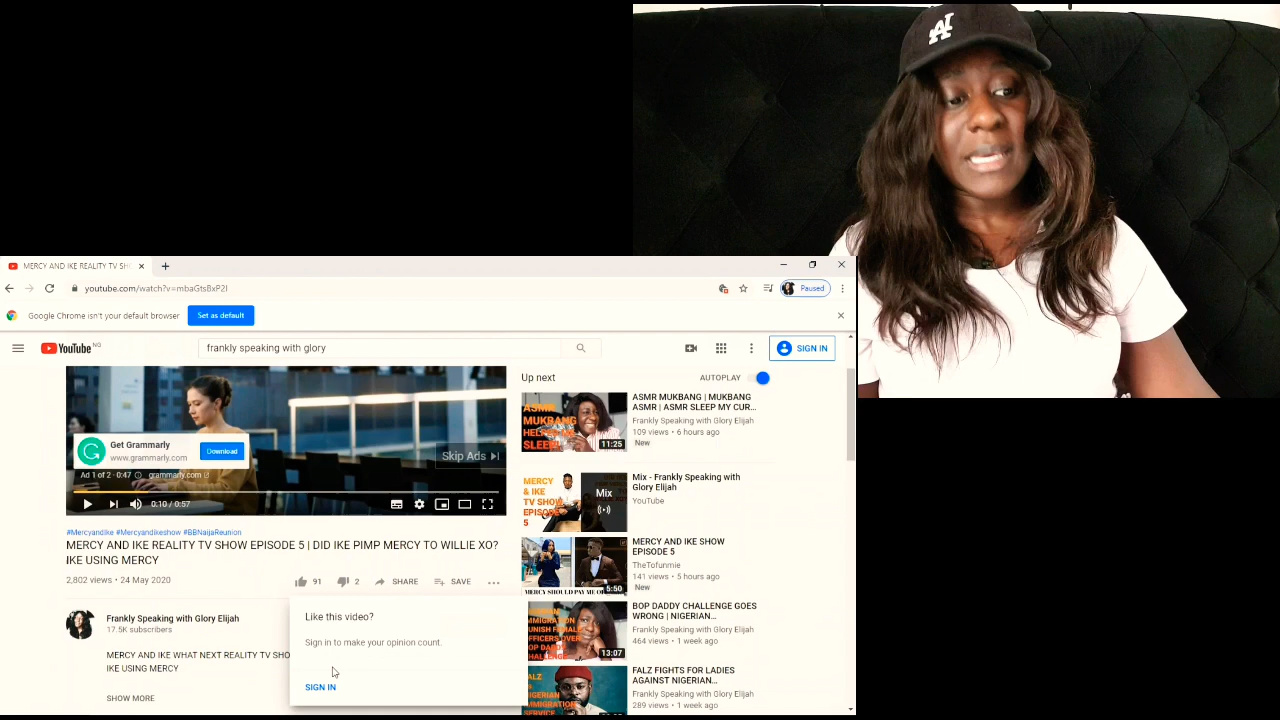 MERCY AND IKE REALITY TV SH
youtube.com/watch?v=mbaGtsBxP2I
Paused
Google Chrome isn't your default browser
Set as default
YouTube NG
frankly speaking with glory
SIGN IN
Get Grammarly
www.grammarly.com
Download
Ad 1 of 2 · 0:47
grammarly.com
Skip Ads
0:10 / 0:57
#Mercyandike #Mercyandikeshow #BBNaijaReunion
MERCY AND IKE REALITY TV SHOW EPISODE 5 | DID IKE PIMP MERCY TO WILLIE XO?
IKE USING MERCY
2,802 views • 24 May 2020
91
2
SHARE
SAVE
Frankly Speaking with Glory Elijah
17.5K subscribers
MERCY AND IKE WHAT NEXT REALITY TV SHO
IKE USING MERCY
SHOW MORE
Like this video?
Sign in to make your opinion count.
SIGN IN
Up next
AUTOPLAY
ASMR
MUKBANG
SLEEP
11:25
ASMR MUKBANG | MUKBANG
ASMR | ASMR SLEEP MY CUR...
Frankly Speaking with Glory Elijah
109 views • 6 hours ago
New
MERCY
& IKE
TV SHOW
EPISODE
5
Mix
Mix - Frankly Speaking with
Glory Elijah
YouTube
5:50
MERCY AND IKE SHOW
EPISODE 5
TheTofunmie
141 views • 5 hours ago
New
13:07
BOP DADDY CHALLENGE GOES
WRONG | NIGERIAN...
Frankly Speaking with Glory Elijah
464 views • 1 week ago
FALZ FIGHTS FOR LADIES
AGAINST NIGERIAN...
Frankly Speaking with Glory Elijah
289 views • 1 week ago